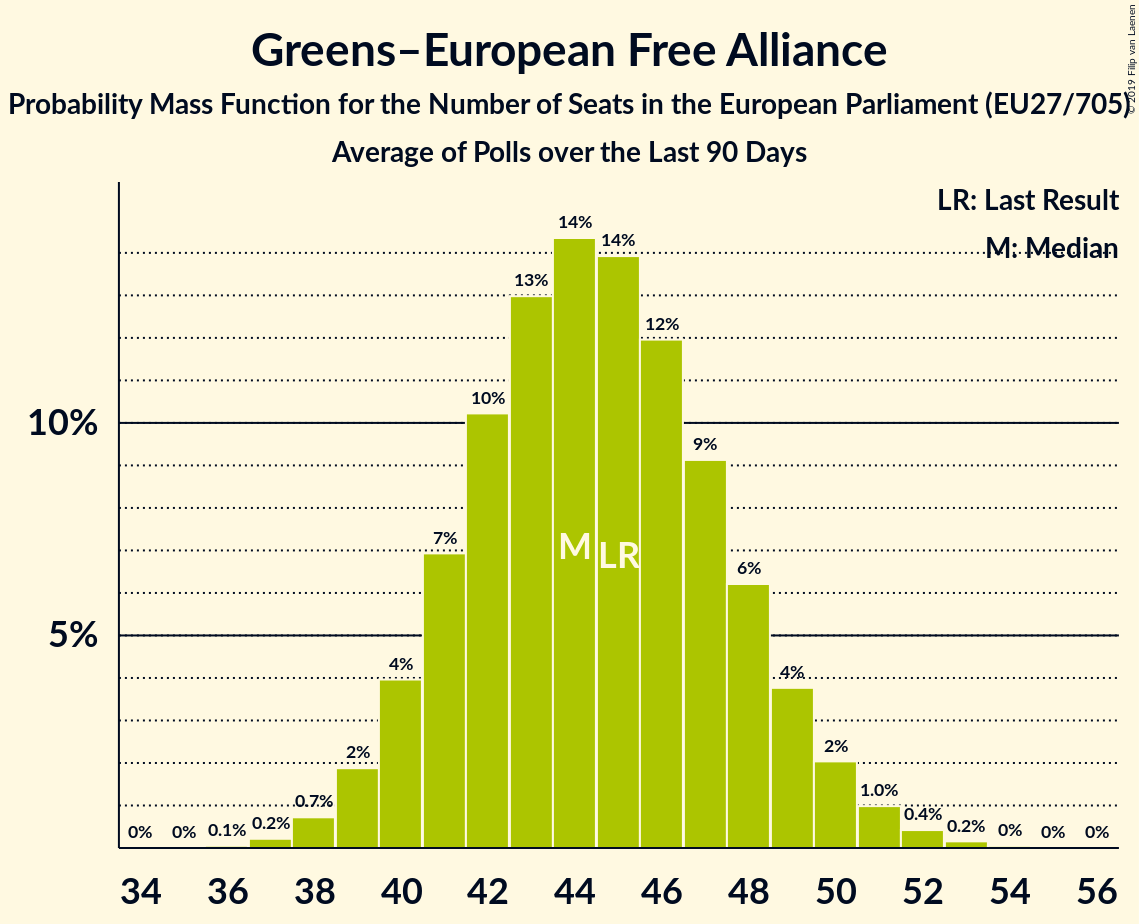 Greens–European Free Alliance
Probability Mass Function for the Number of Seats in the European Parliament (EU27/705)
Average of Polls over the Last 90 Days
© 2019 Filip van Laenen
LR: Last Result
M: Median
10%
5%
0%
0%
0.1%
0.2%
0.7%
2%
4%
7%
10%
13%
14%
14%
12%
9%
6%
4%
2%
1.0%
0.4%
0.2%
0%
0%
0%
M
LR
34 36 38 40 42 44 46 48 50 52 54 56